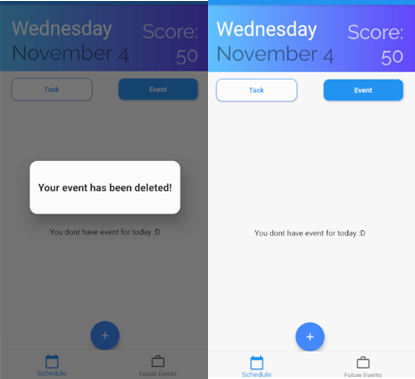 Wednesday
November 4
Score:
50
Task
Event
Your event has been deleted!
You dont have event for today :D
+
Schedule
Future Events
Wednesday
November 4
Score:
50
Task
Event
You dont have event for today :D
+
Schedule
Future Events